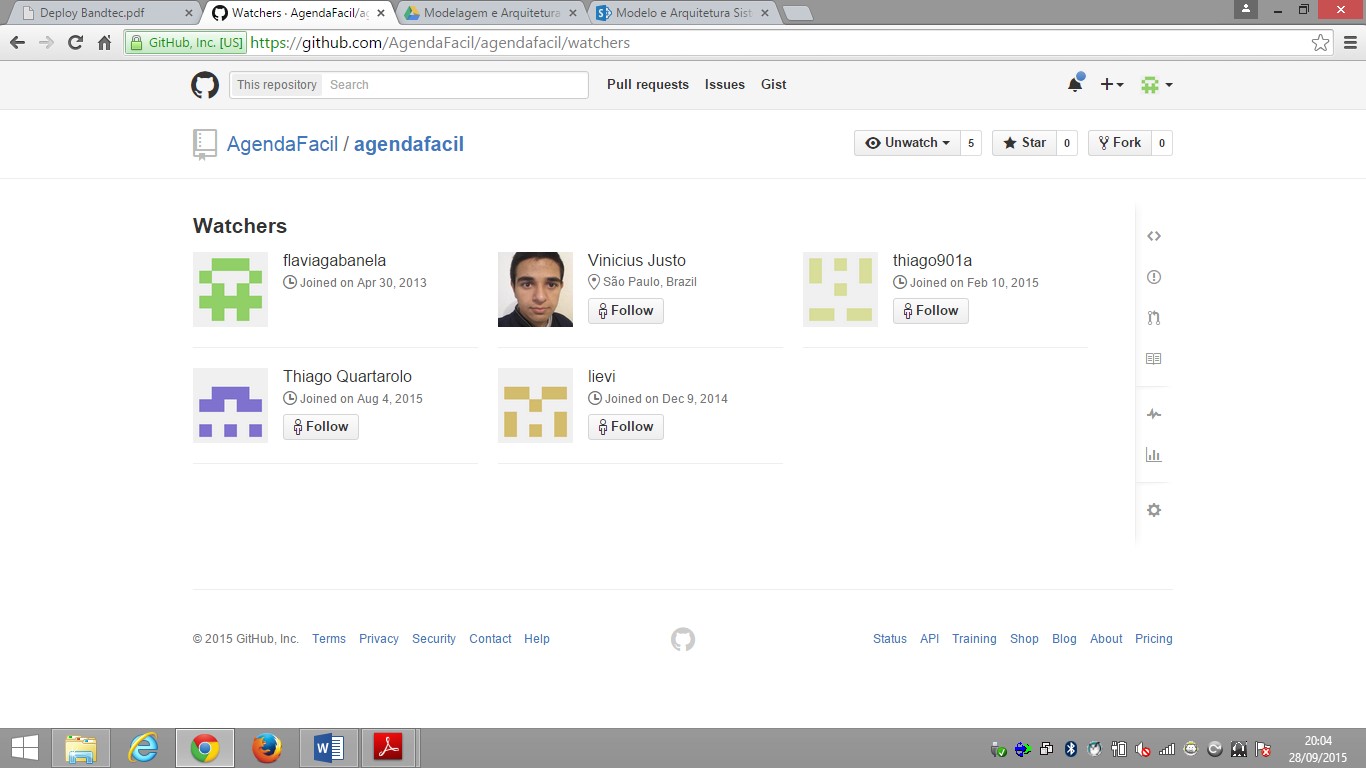 Deploy Bandtec.pdf
Watchers · AgendaFacil/ag
Modelagem e Arquitetura
Modelo e Arquitetura Sist
GitHub, Inc. [US] https://github.com/AgendaFacil/agendafacil/watchers
This repository Search Pull requests Issues Gist
AgendaFacil / agendafacil Unwatch 5 Star 0 Fork 0
Watchers
flaviagabanela
Joined on Apr 30, 2013
Vinicius Justo
São Paulo, Brazil
Follow
thiago901a
Joined on Feb 10, 2015
Follow
Thiago Quartarolo
Joined on Aug 4, 2015
Follow
lievi
Joined on Dec 9, 2014
Follow
© 2015 GitHub, Inc. Terms Privacy Security Contact Help
Status API Training Shop Blog About Pricing
20:04
28/09/2015